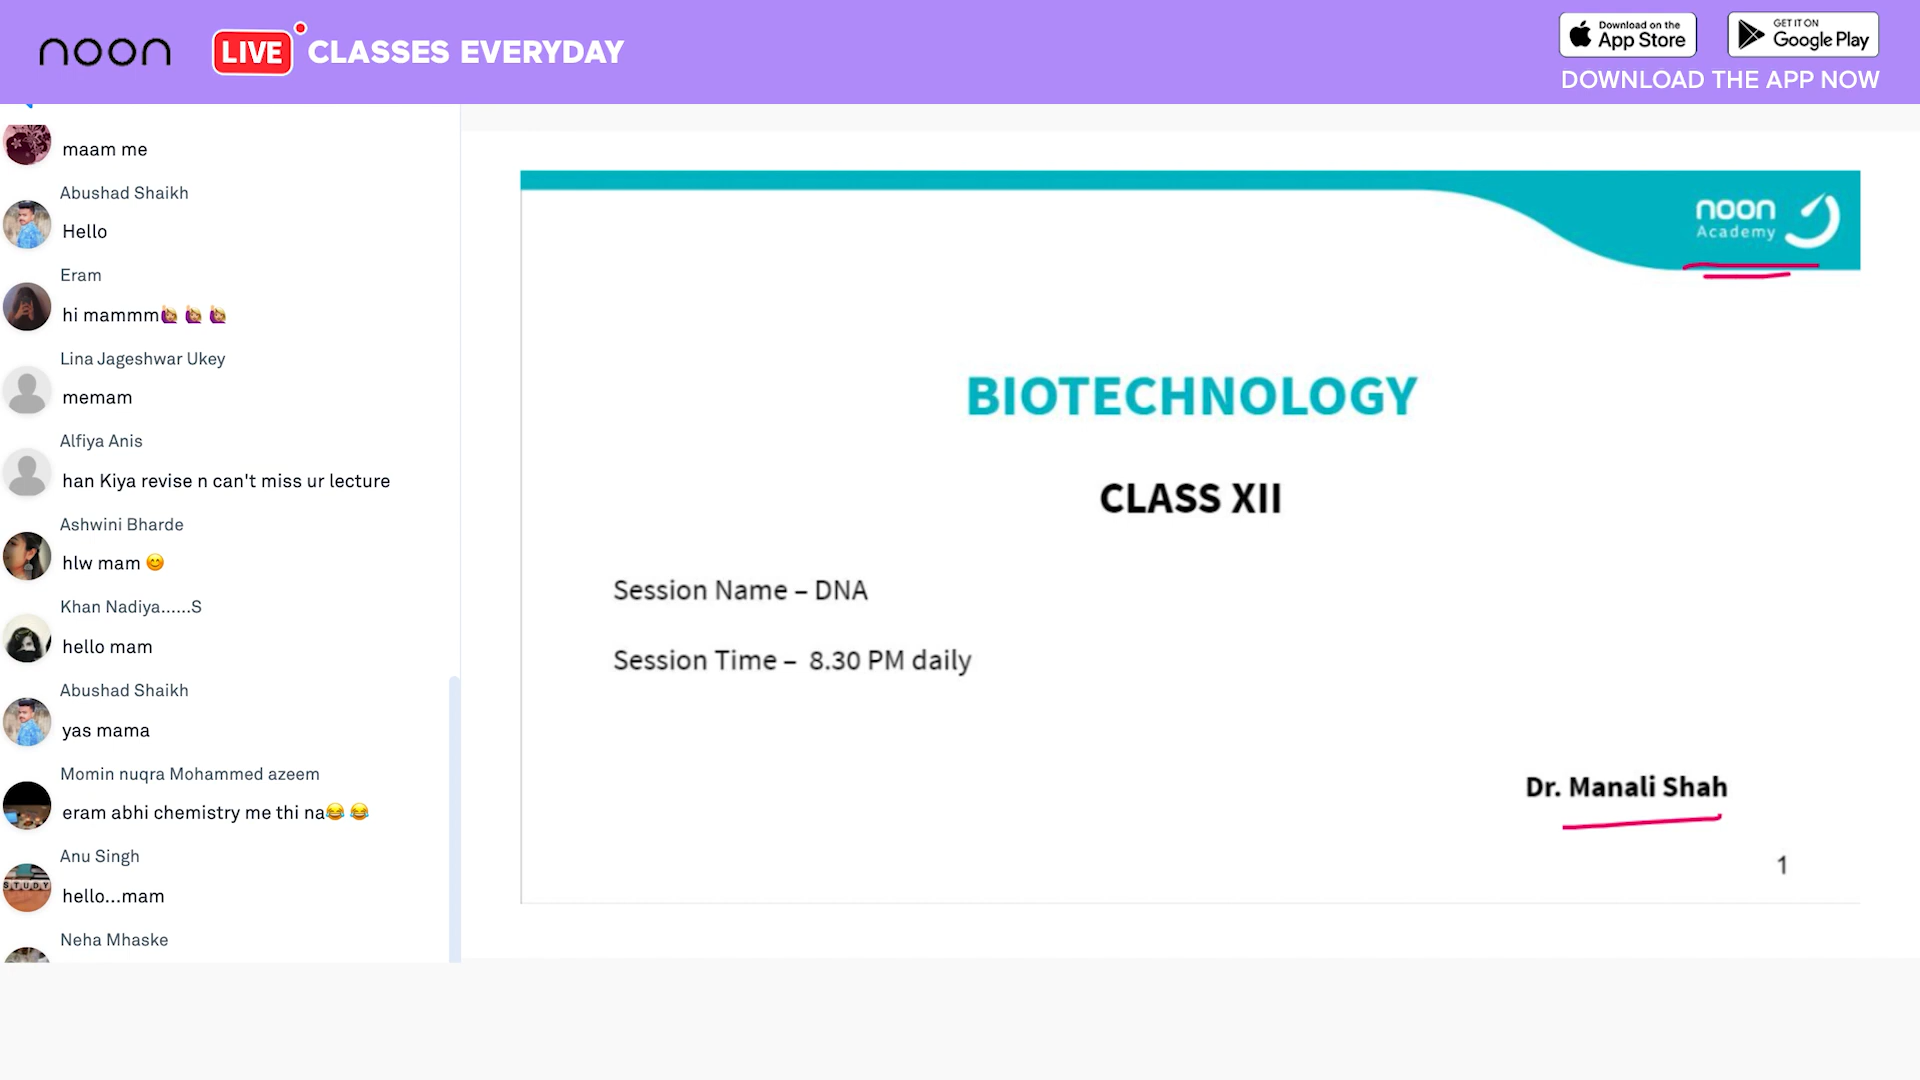 noon LIVE CLASSES EVERYDAY
Download on the
App Store
GET IT ON
Google Play
DOWNLOAD THE APP NOW
maam me
Abushad Shaikh
Hello
Eram
hi mammm🙋🏼‍♀️ 🙋🏼‍♀️ 🙋🏼‍♀️
Lina Jageshwar Ukey
memam
Alfiya Anis
han Kiya revise n can't miss ur lecture
Ashwini Bharde
hlw mam 😊
Khan Nadiya......S
hello mam
Abushad Shaikh
yas mama
Momin nuqra Mohammed azeem
eram abhi chemistry me thi na😂 😂
Anu Singh
STUDY
hello...mam
Neha Mhaske
noon
Academy
BIOTECHNOLOGY
CLASS XII
Session Name – DNA
Session Time – 8.30 PM daily
Dr. Manali Shah
1